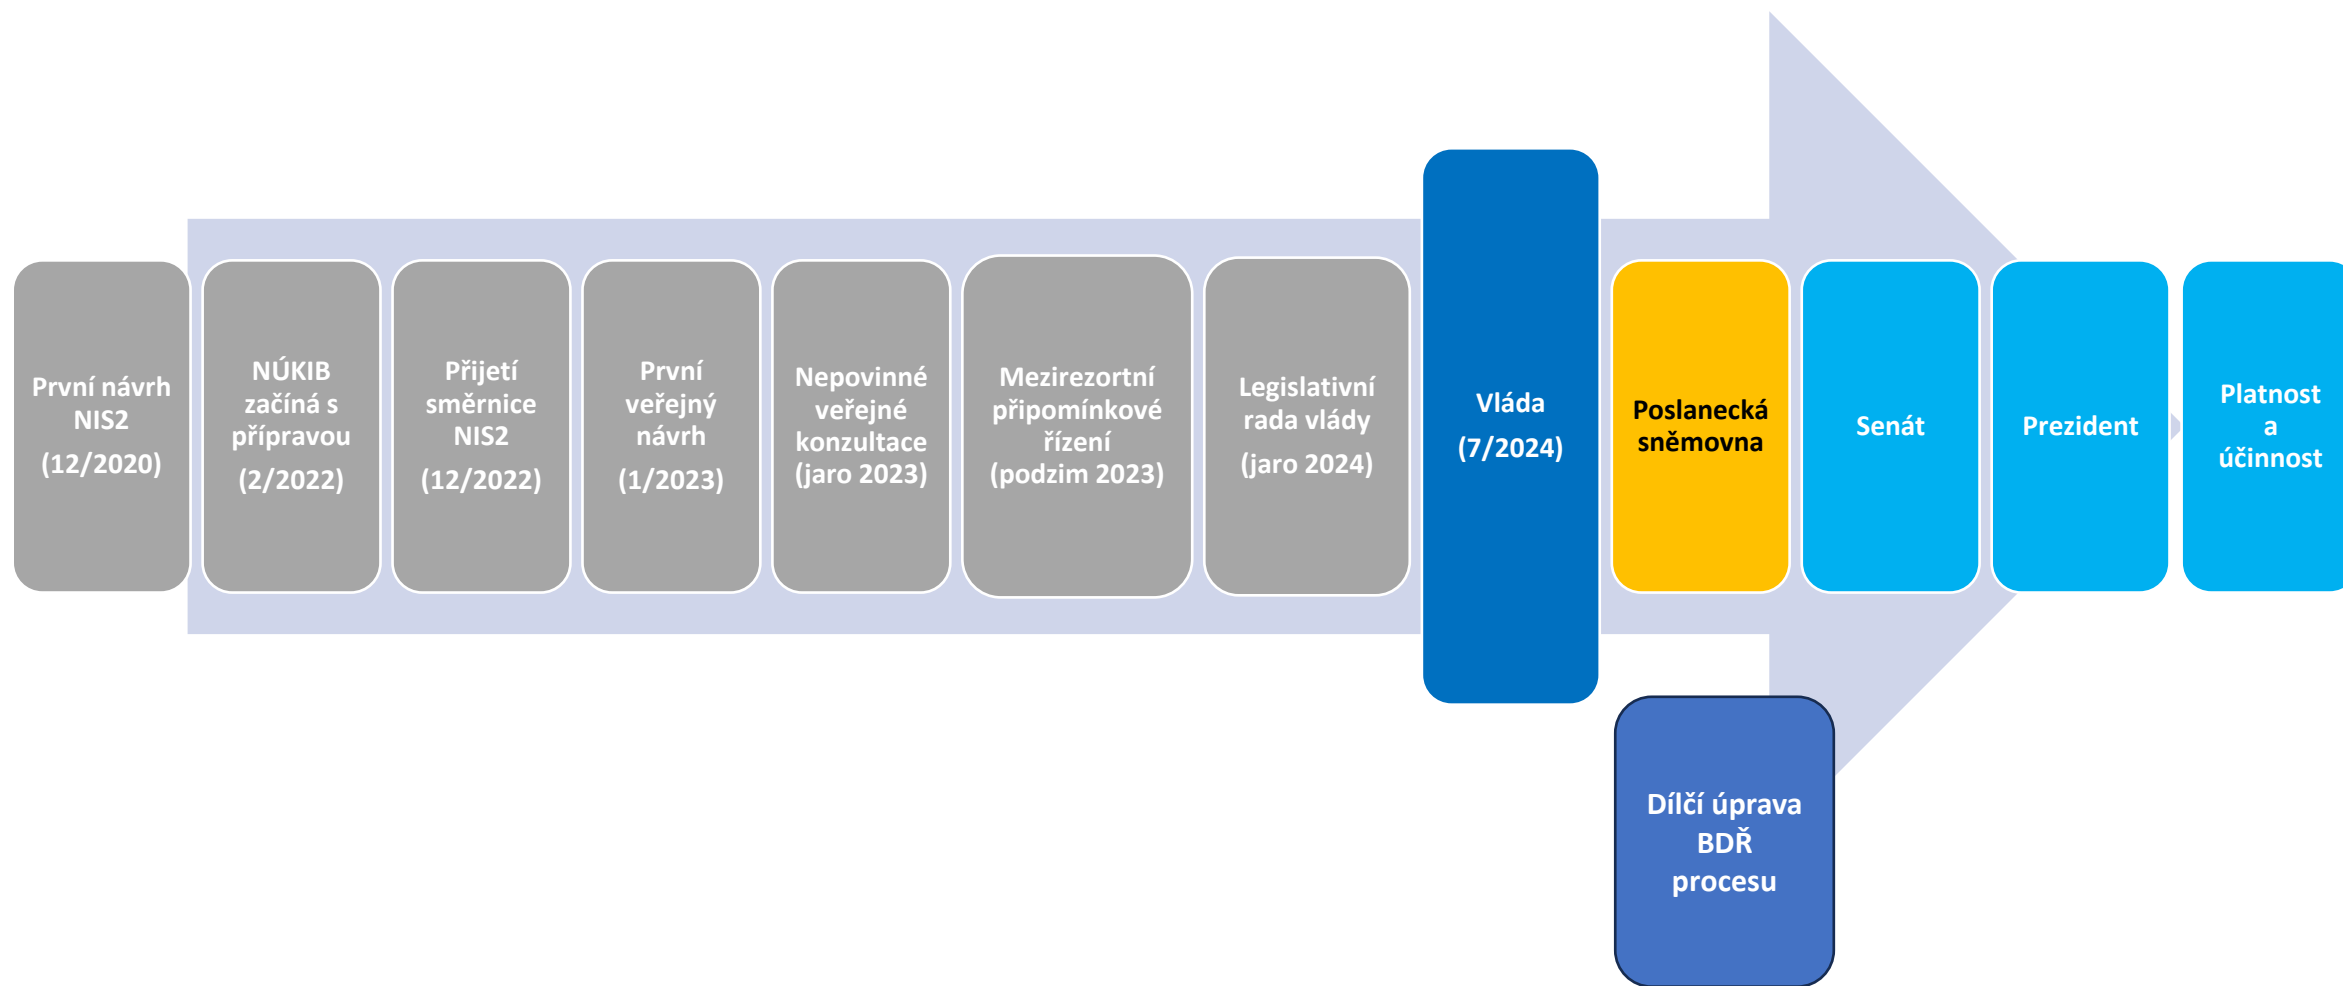 První návrh
NIS2
(12/2020)
NÚKIB
začíná s
přípravou
(2/2022)
Přijetí
směrnice
NIS2
(12/2022)
První
veřejný
návrh
(1/2023)
Nepovinné
veřejné
konzultace
(jaro 2023)
Mezirezortní
připomínkové
řízení
(podzim 2023)
Legislativní
rada vlády
(jaro 2024)
Vláda
(7/2024)
Poslanecká
sněmovna
Senát
Prezident
Platnost
a
účinnost
Dílčí úprava
BDŘ
procesu